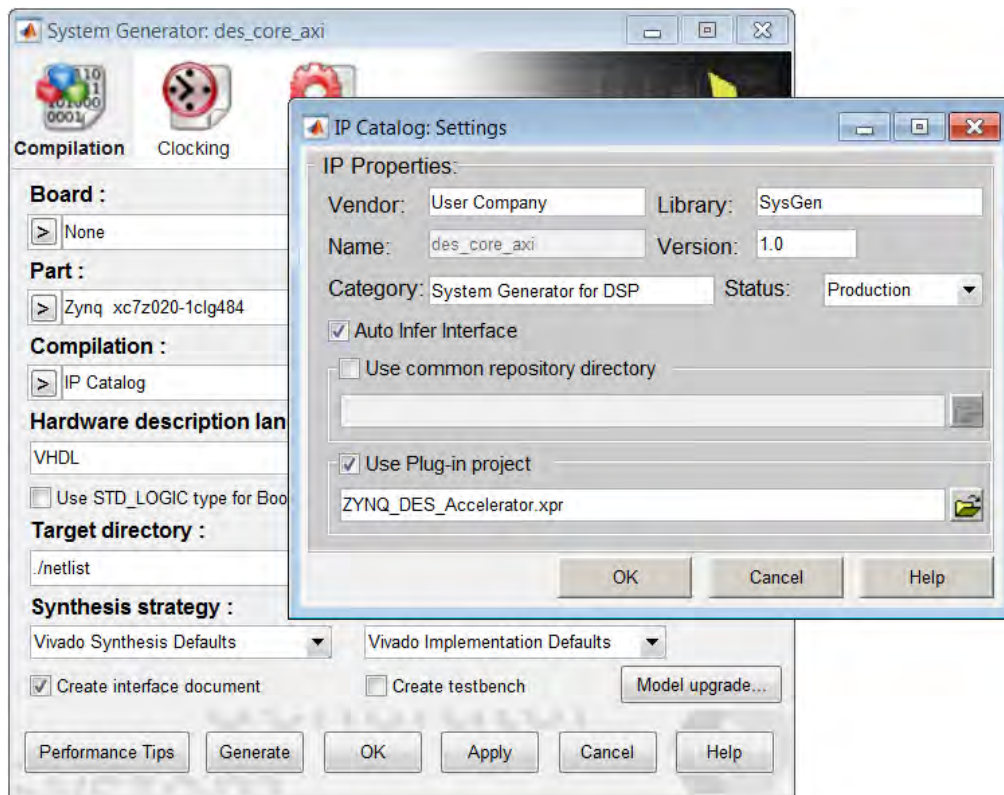 System Generator: des_core_axi
Compilation
Clocking
Board :
> None
Part :
> Zynq xc7z020-1clg484
Compilation :
> IP Catalog
Hardware description lan
VHDL
Use STD_LOGIC type for Boo
Target directory :
./netlist
Synthesis strategy :
Vivado Synthesis Defaults
Vivado Implementation Defaults
Create interface document
Create testbench
Model upgrade...
Performance Tips
Generate
OK
Apply
Cancel
Help
IP Catalog: Settings
IP Properties:
Vendor: User Company Library: SysGen
Name: des_core_axi Version: 1.0
Category: System Generator for DSP Status: Production
Auto Infer Interface
Use common repository directory
Use Plug-in project
ZYNQ_DES_Accelerator.xpr
OK
Cancel
Help